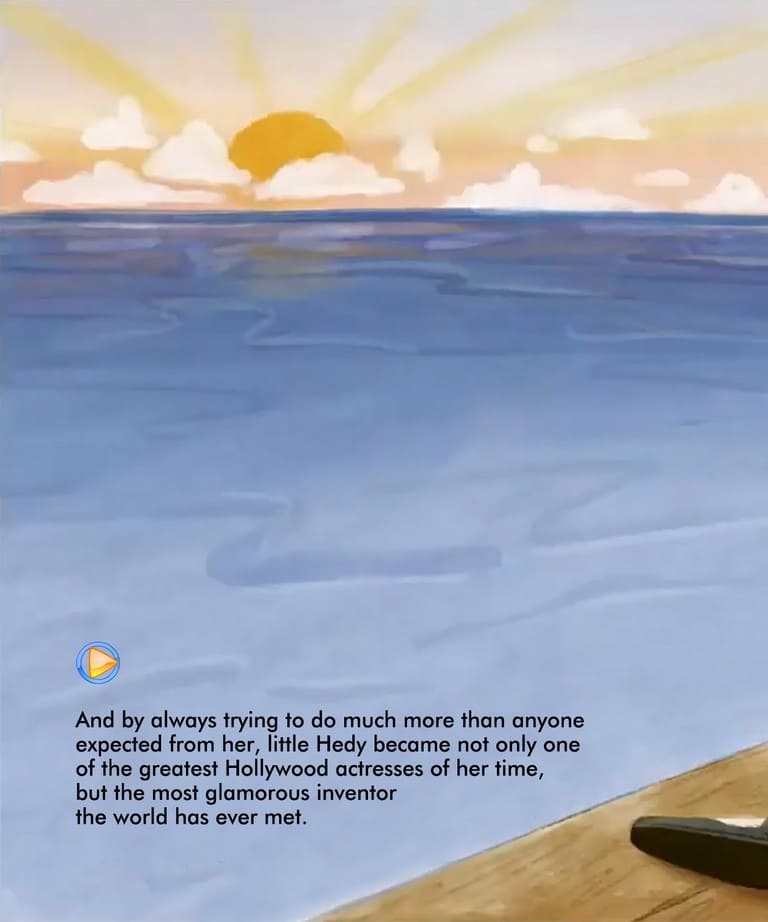 And by always trying to do much more than anyone
expected from her, little Hedy became not only one
of the greatest Hollywood actresses of her time,
but the most glamorous inventor
the world has ever met.